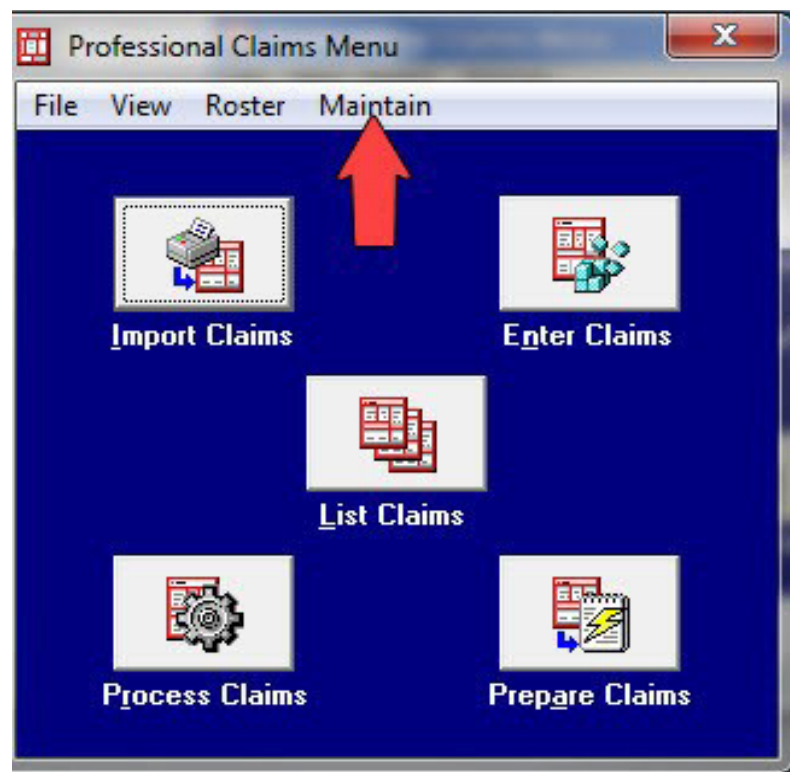 Professional Claims Menu
File View Roster Maintain
Import Claims
Enter Claims
List Claims
Process Claims
Prepare Claims